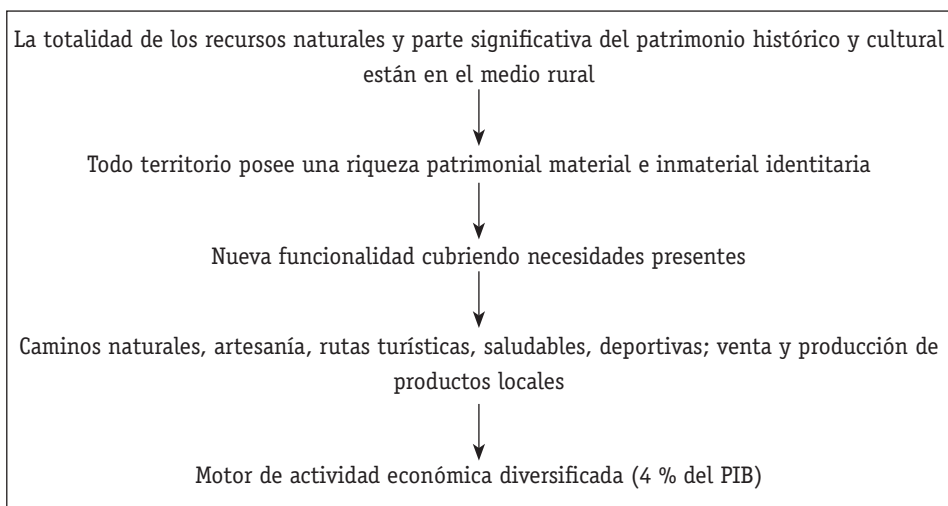 La totalidad de los recursos naturales y parte significativa del patrimonio histórico y cultural
están en el medio rural
Todo territorio posee una riqueza patrimonial material e inmaterial identitaria
Nueva funcionalidad cubriendo necesidades presentes
Caminos naturales, artesanía, rutas turísticas, saludables, deportivas; venta y producción de
productos locales
Motor de actividad económica diversificada (4 % del PIB)